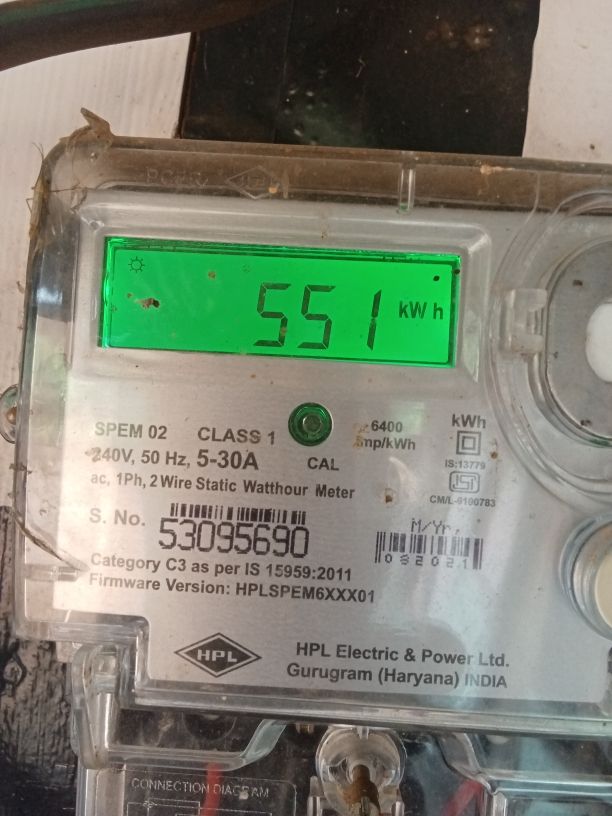 551 kWh
SPEM 02 CLASS 1 6400 kWh
240V, 50 Hz, 5-30A CAL imp/kWh
IS:13779
ac, 1Ph, 2 Wire Static Watthour Meter
ISI
CM/L-9100783
S. No. 53095690
M/Yr.
092021
Category C3 as per IS 15959:2011
Firmware Version: HPLSPEM6XXX01
HPL
HPL Electric & Power Ltd.
Gurugram (Haryana) INDIA
CONNECTION DIAGRAM